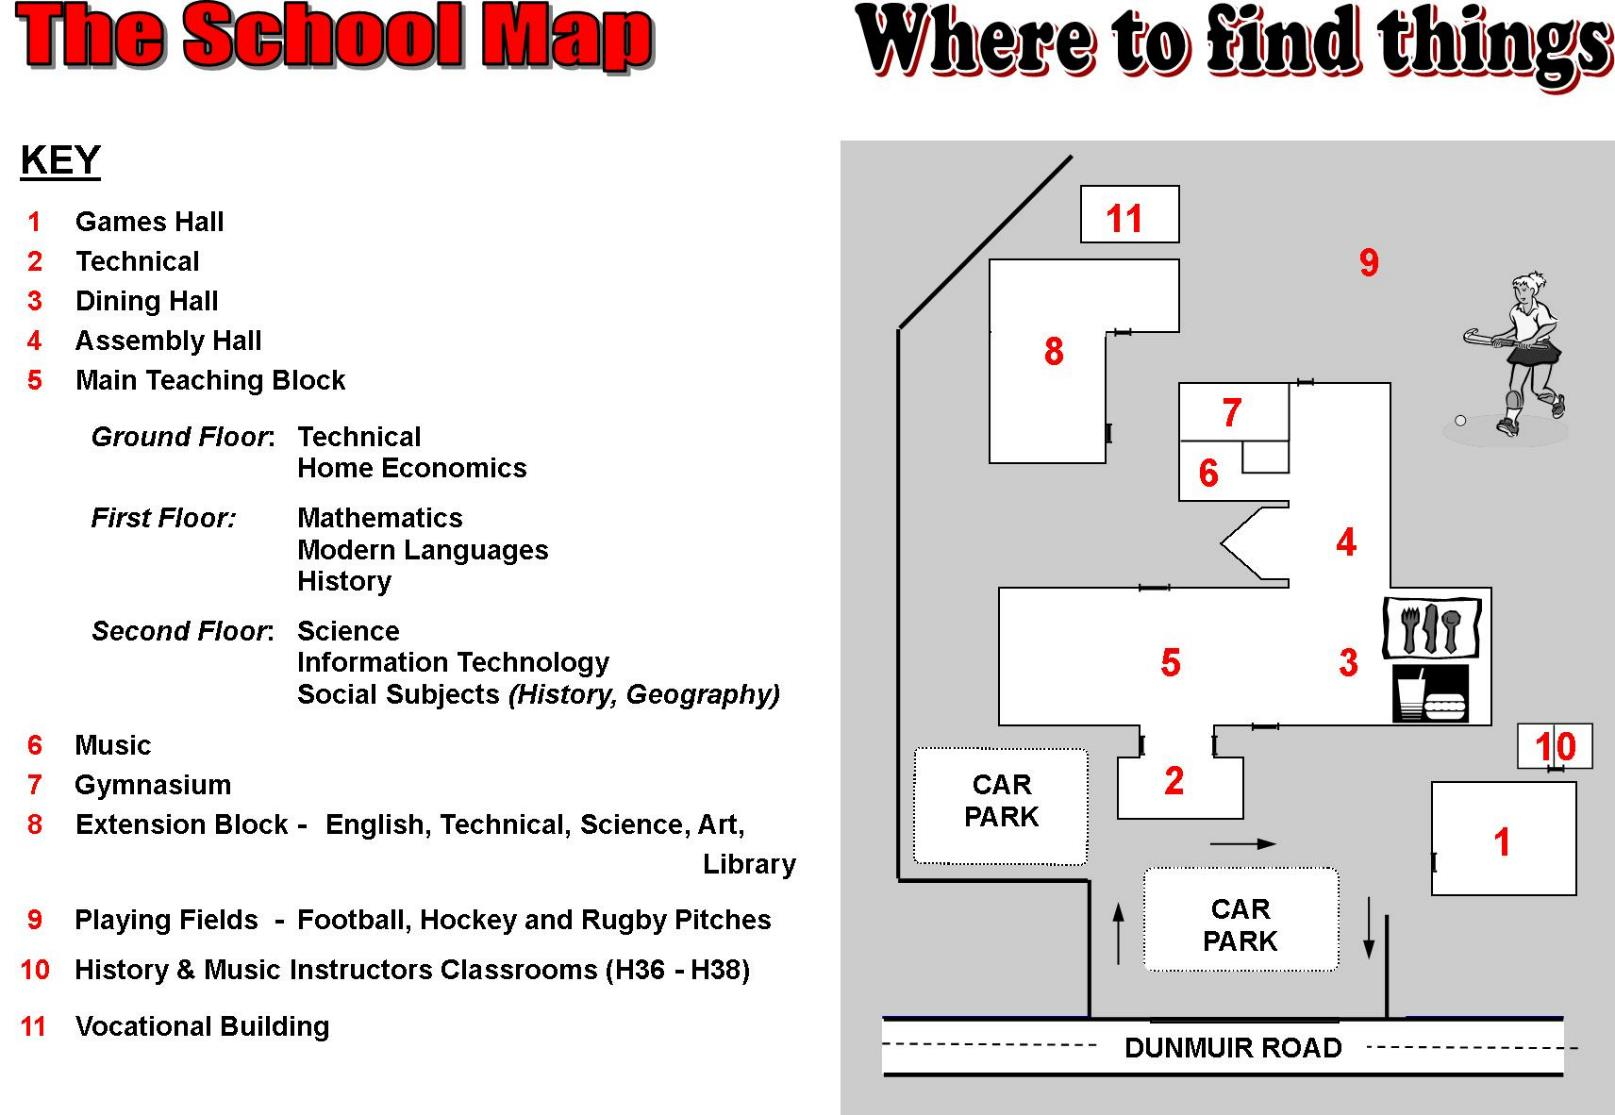 The School Map
Where to find things
KEY
1 Games Hall
2 Technical
3 Dining Hall
4 Assembly Hall
5 Main Teaching Block
Ground Floor: Technical
Home Economics
First Floor: Mathematics
Modern Languages
History
Second Floor: Science
Information Technology
Social Subjects (History, Geography)
6 Music
7 Gymnasium
8 Extension Block - English, Technical, Science, Art,
Library
9 Playing Fields - Football, Hockey and Rugby Pitches
10 History & Music Instructors Classrooms (H36 - H38)
11 Vocational Building
11
9
8
7
6
4
5
3
10
2
CAR
PARK
1
CAR
PARK
DUNMUIR ROAD